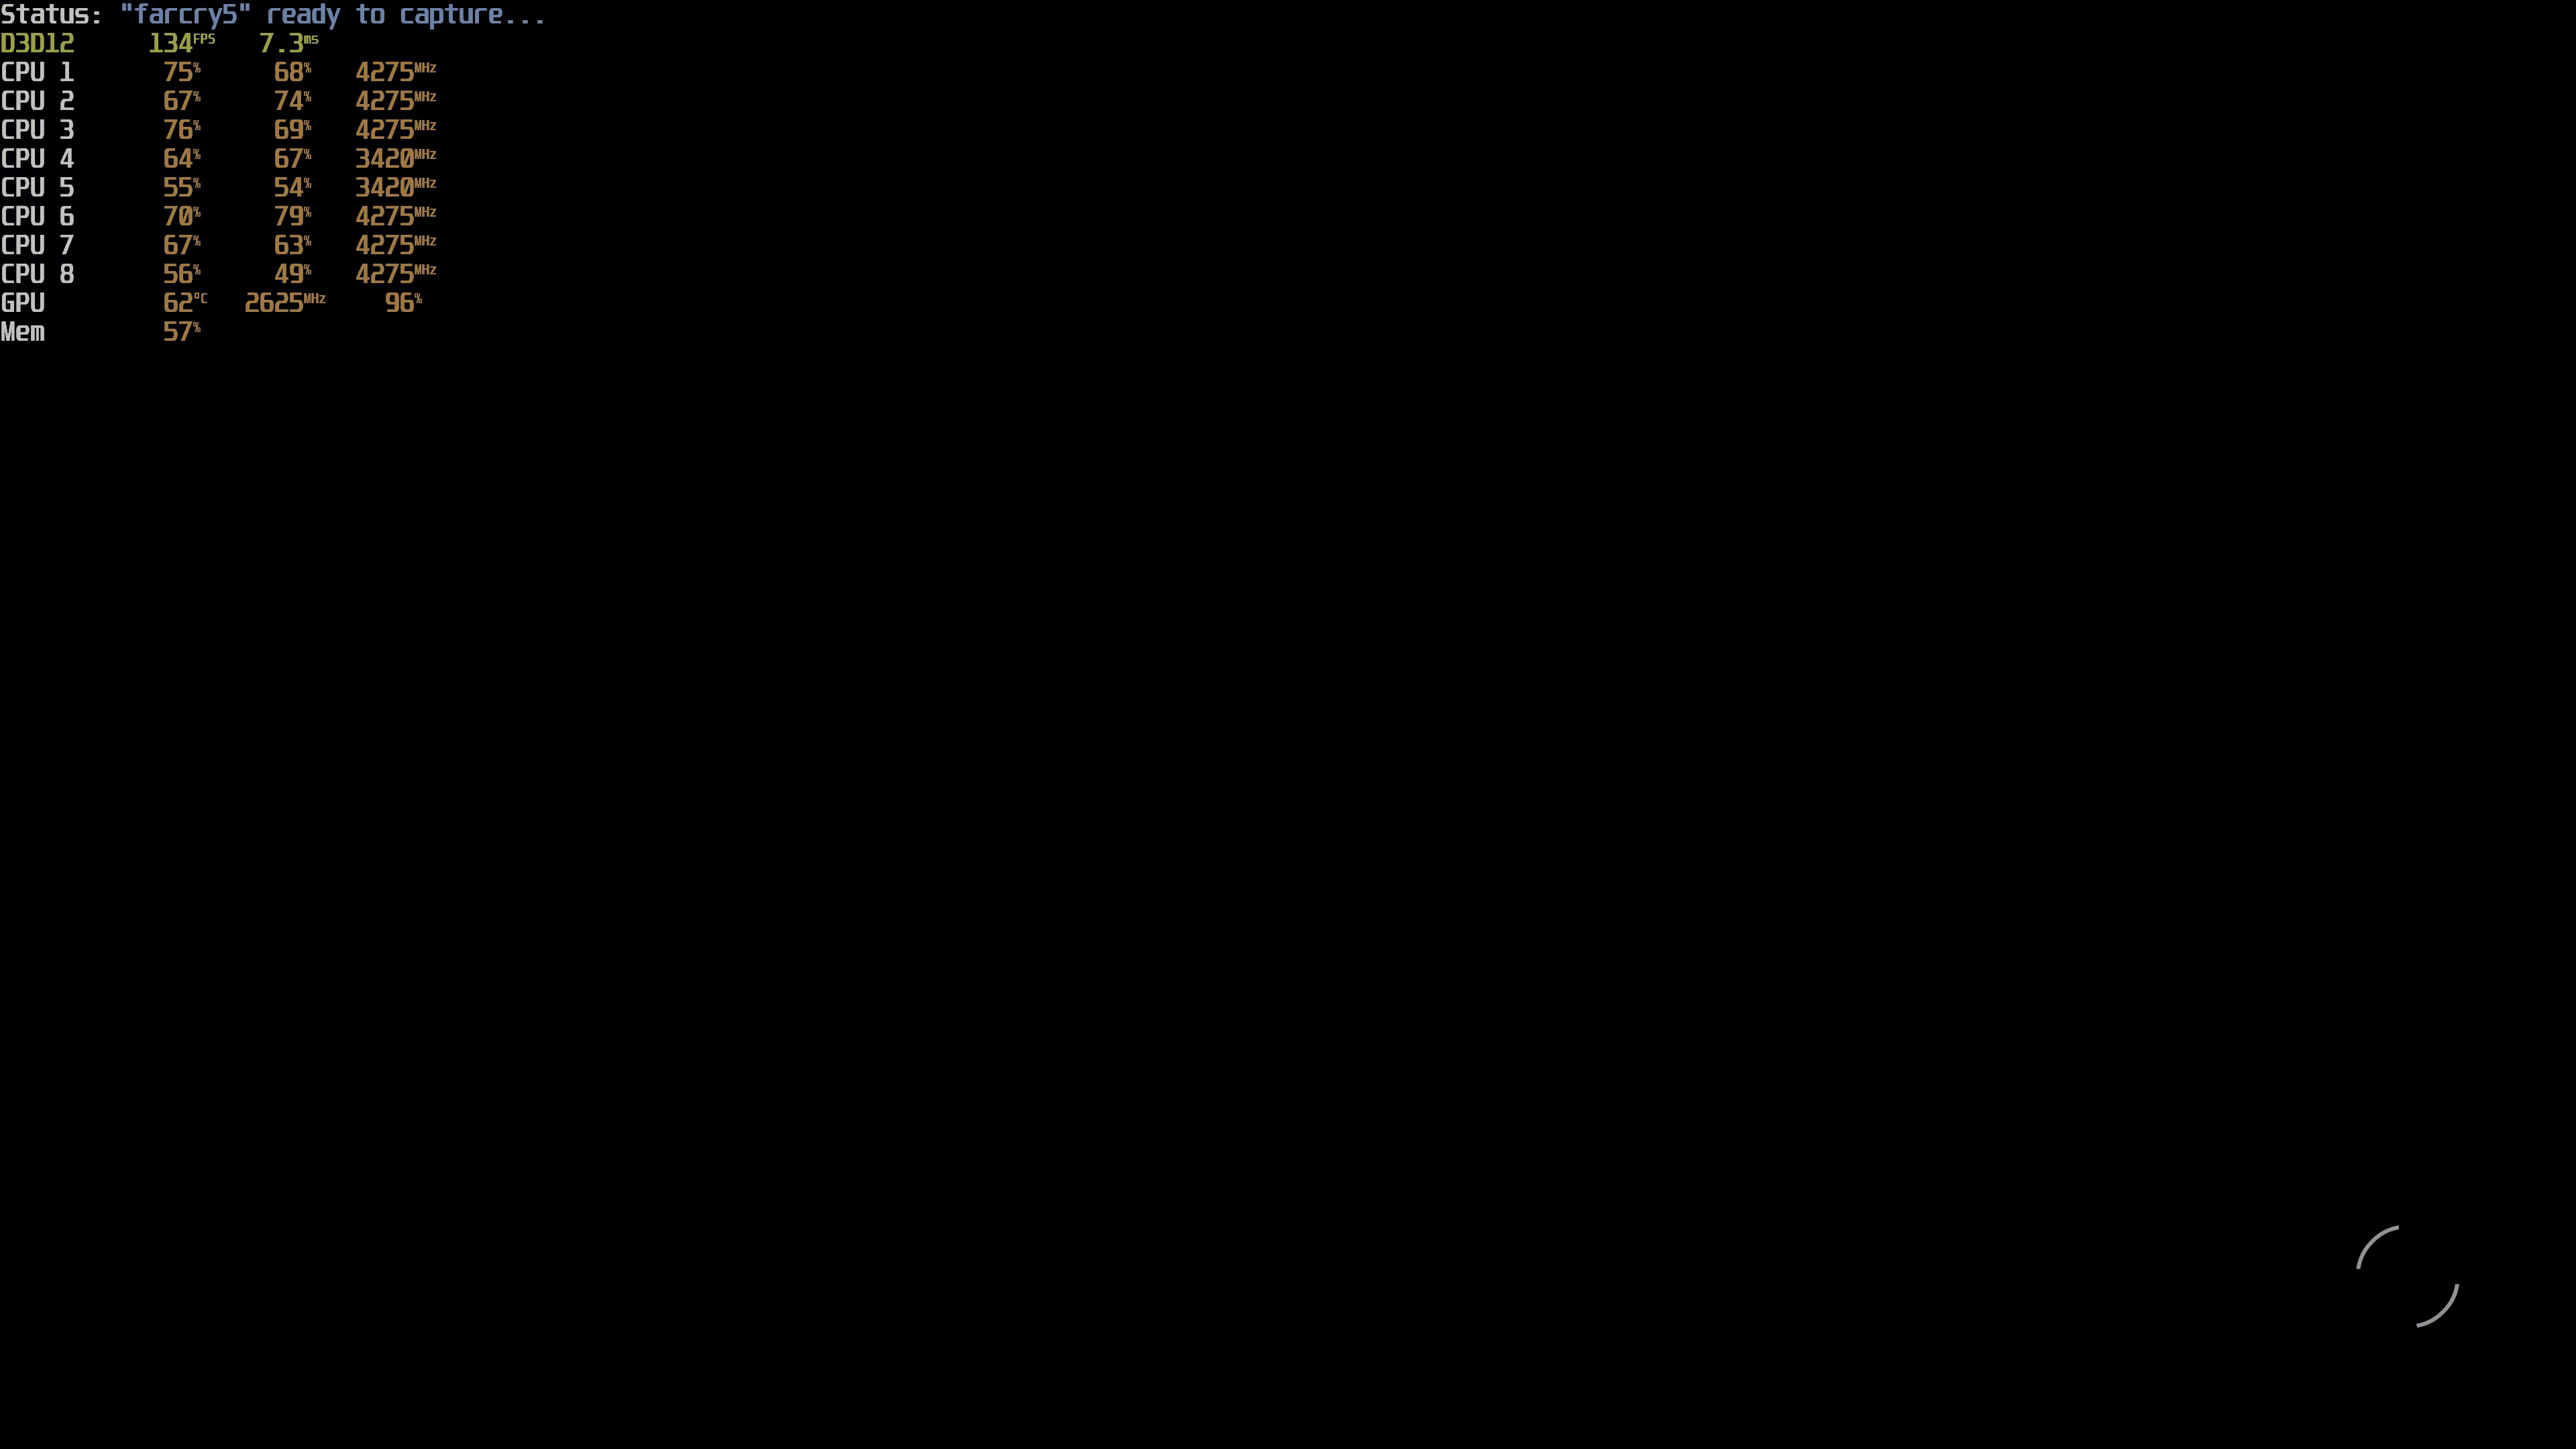 Status: "farcry5" ready to capture...
D3D12 134FPS 7.3ms
CPU 1 75% 68% 4275MHz
CPU 2 67% 74% 4275MHz
CPU 3 76% 69% 4275MHz
CPU 4 64% 67% 3420MHz
CPU 5 55% 54% 3420MHz
CPU 6 70% 79% 4275MHz
CPU 7 67% 63% 4275MHz
CPU 8 56% 49% 4275MHz
GPU 62°C 2625MHz 96%
Mem 57%